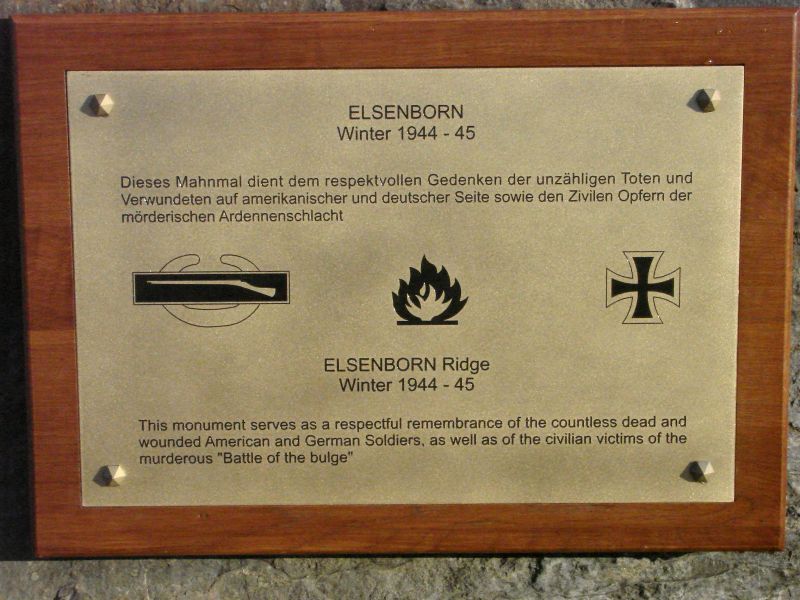 ELSENBORN
Winter 1944 - 45
Dieses Mahnmal dient dem respektvollen Gedenken der unzähligen Toten und
Verwundeten auf amerikanischer und deutscher Seite sowie den Zivilen Opfern der
mörderischen Ardennenschlacht
ELSENBORN Ridge
Winter 1944 - 45
This monument serves as a respectful remembrance of the countless dead and
wounded American and German Soldiers, as well as of the civilian victims of the
murderous "Battle of the bulge"